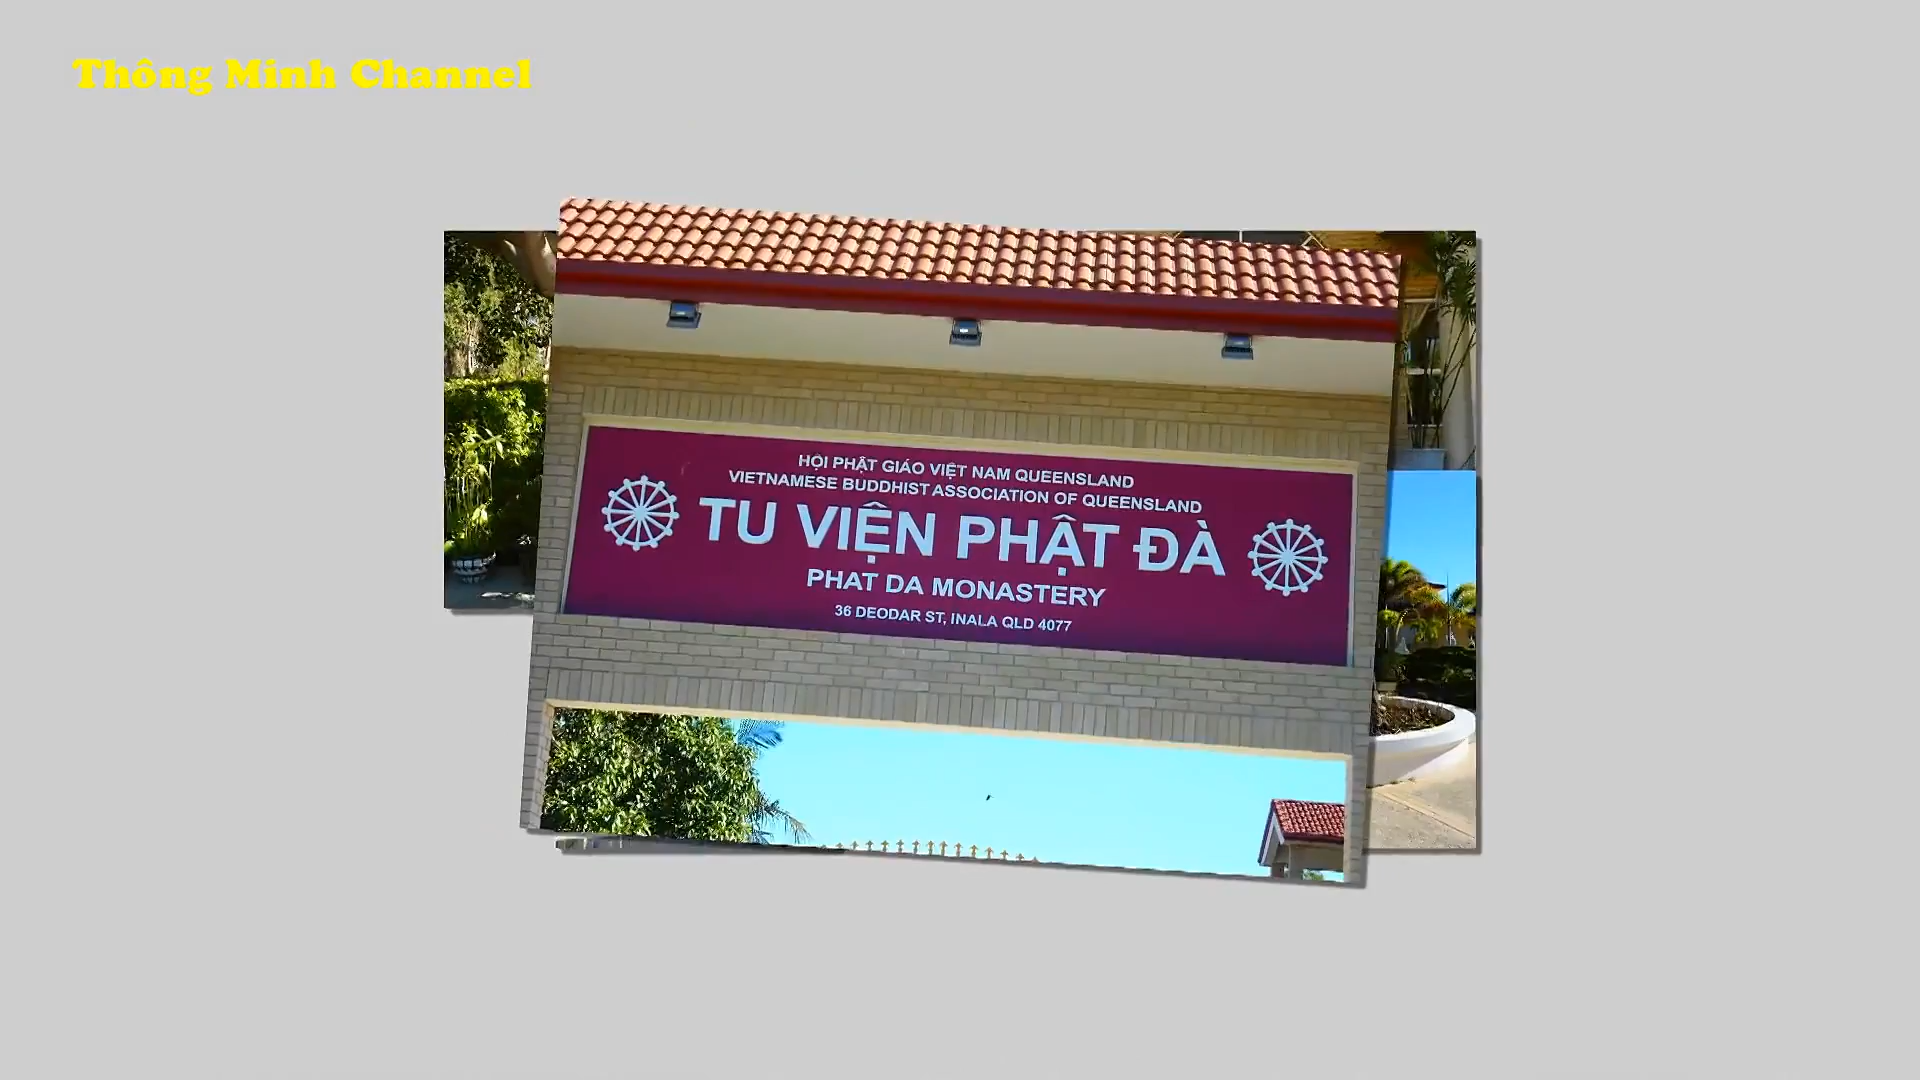 Thông Minh Channel
HỘI PHẬT GIÁO VIỆT NAM QUEENSLAND
VIETNAMESE BUDDHIST ASSOCIATION OF QUEENSLAND
TU VIỆN PHẬT ĐÀ
PHAT DA MONASTERY
36 DEODAR ST, INALA QLD 4077